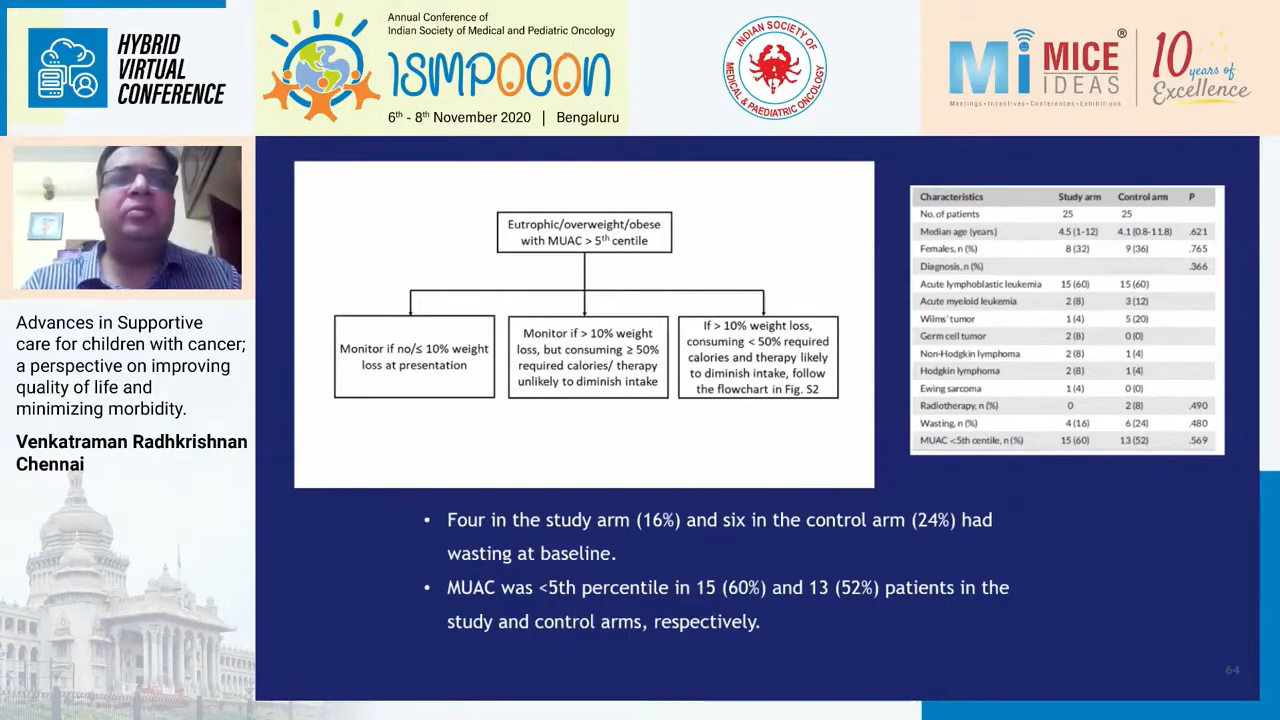 HYBRID
VIRTUAL
CONFERENCE
Annual Conference of
Indian Society of Medical and Pediatric Oncology
ISMPOCON
6th - 8th November 2020 | Bengaluru
INDIAN SOCIETY OF
MEDICAL & PAEDIATRIC ONCOLOGY
Mi MICE ®
IDEAS
Meetings•Incentives•Conferences•Exhibitions
10 years of
Excellence
Advances in Supportive
care for children with cancer;
a perspective on improving
quality of life and
minimizing morbidity.
Venkatraman Radhkrishnan
Chennai
Eutrophic/overweight/obese
with MUAC > 5th centile
Monitor if no/≤ 10% weight
loss at presentation
Monitor if > 10% weight
loss, but consuming ≥ 50%
required calories/ therapy
unlikely to diminish intake
If > 10% weight loss,
consuming < 50% required
calories and therapy likely
to diminish intake, follow
the flowchart in Fig. S2
Characteristics Study arm Control arm P
No. of patients 25 25
Median age (years) 4.5 (1-12) 4.1 (0.8-11.8) .621
Females, n (%) 8 (32) 9 (36) .765
Diagnosis, n (%) .366
Acute lymphoblastic leukemia 15 (60) 15 (60)
Acute myeloid leukemia 2 (8) 3 (12)
Wilms' tumor 1 (4) 5 (20)
Germ cell tumor 2 (8) 0 (0)
Non-Hodgkin lymphoma 2 (8) 1 (4)
Hodgkin lymphoma 2 (8) 1 (4)
Ewing sarcoma 1 (4) 0 (0)
Radiotherapy, n (%) 0 2 (8) .490
Wasting, n (%) 4 (16) 6 (24) .480
MUAC <5th centile, n (%) 15 (60) 13 (52) .569
• Four in the study arm (16%) and six in the control arm (24%) had
wasting at baseline.
• MUAC was <5th percentile in 15 (60%) and 13 (52%) patients in the
study and control arms, respectively.
64